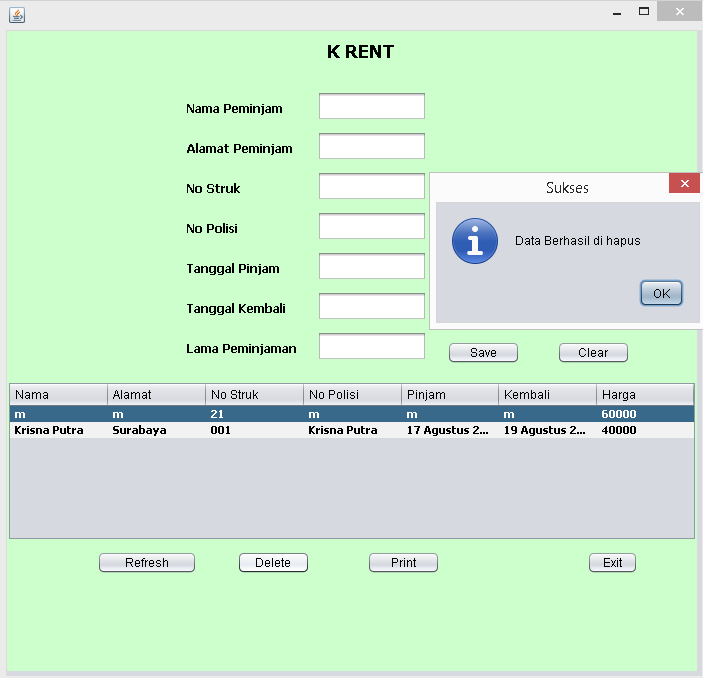 K RENT
Nama Peminjam
Alamat Peminjam
No Struk
No Polisi
Tanggal Pinjam
Tanggal Kembali
Lama Peminjaman
Sukses
Data Berhasil di hapus
OK
Save Clear
Nama Alamat No Struk No Polisi Pinjam Kembali Harga
m m 21 m m m 60000
Krisna Putra Surabaya 001 Krisna Putra 17 Agustus 2... 19 Agustus 2... 40000
Refresh Delete Print Exit